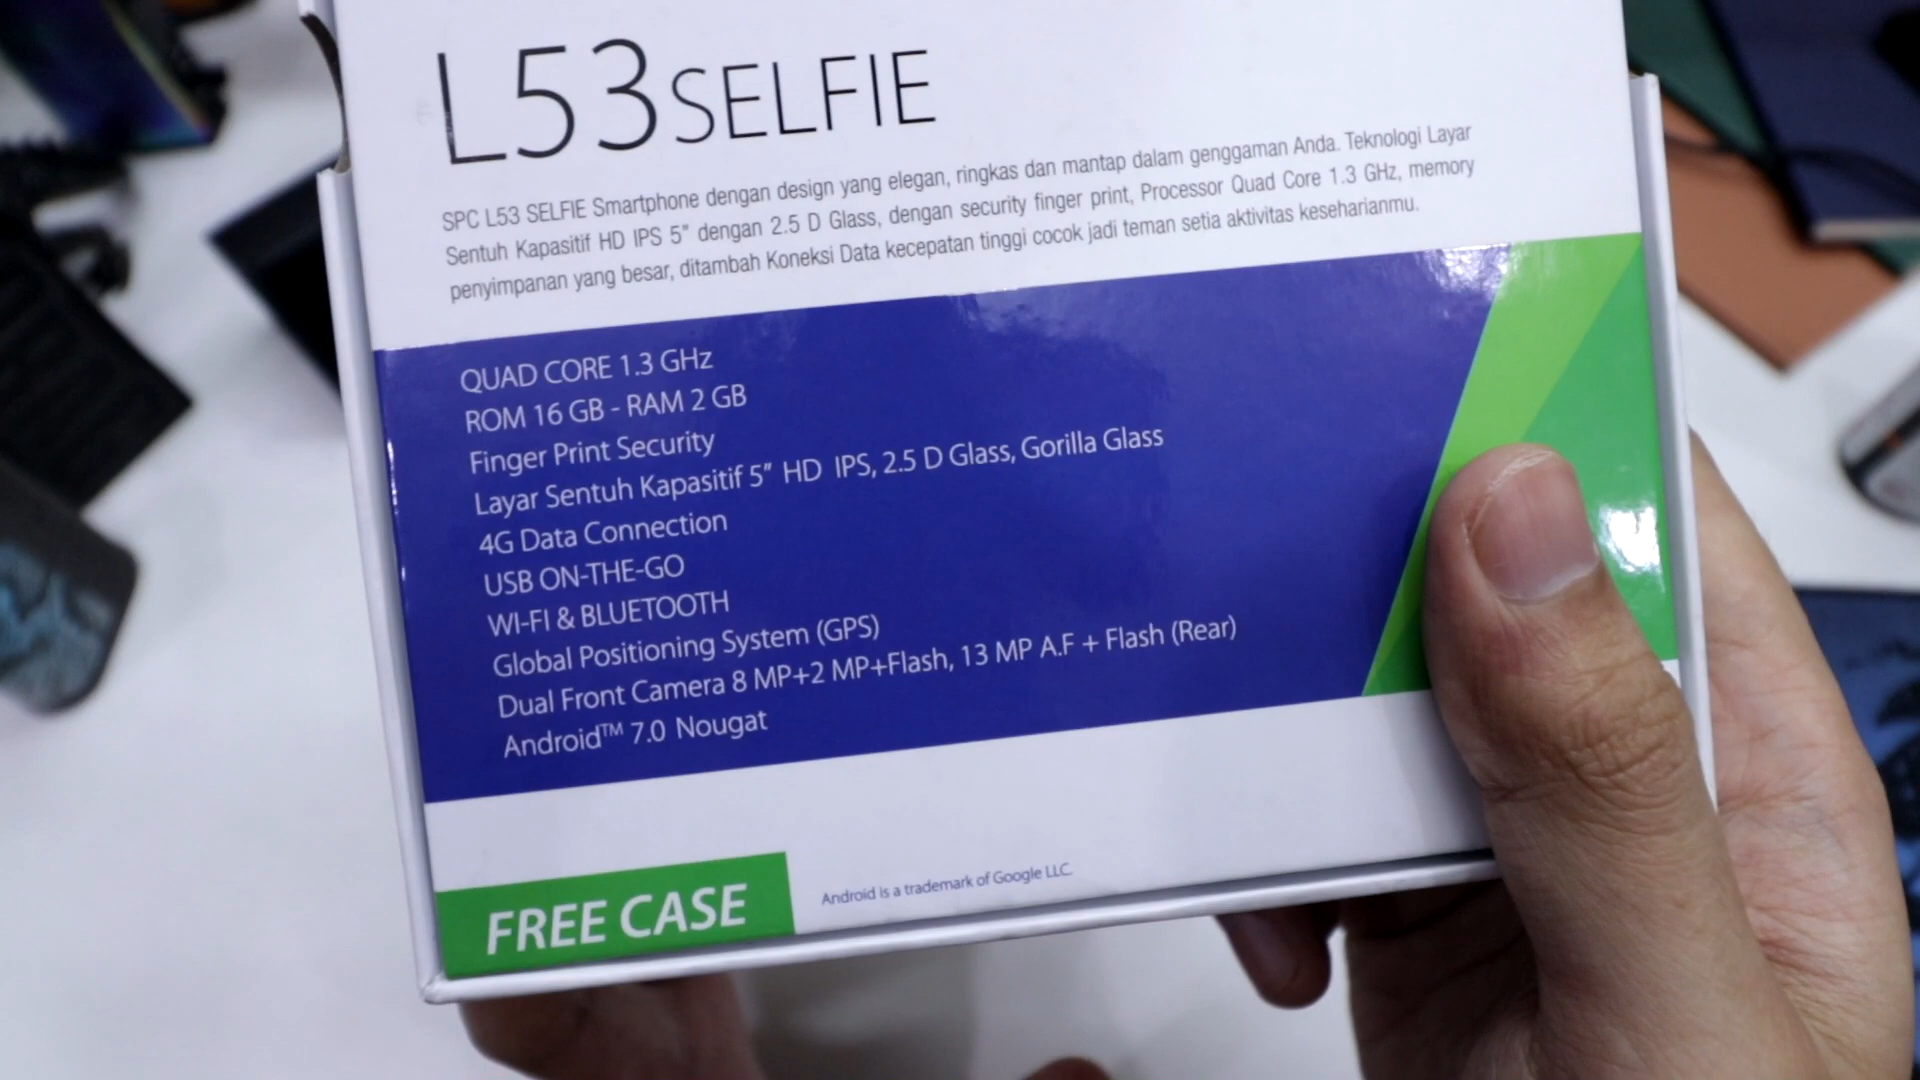 L53 SELFIE
SPC L53 SELFIE Smartphone dengan design yang elegan, ringkas dan mantap dalam genggaman Anda. Teknologi Layar
Sentuh Kapasitif HD IPS 5" dengan 2.5 D Glass, dengan security finger print, Processor Quad Core 1.3 GHz, memory
penyimpanan yang besar, ditambah Koneksi Data kecepatan tinggi cocok jadi teman setia aktivitas keseharianmu.
QUAD CORE 1.3 GHz
ROM 16 GB - RAM 2 GB
Finger Print Security
Layar Sentuh Kapasitif 5" HD IPS, 2.5 D Glass, Gorilla Glass
4G Data Connection
USB ON-THE-GO
WI-FI & BLUETOOTH
Global Positioning System (GPS)
Dual Front Camera 8 MP+2 MP+Flash, 13 MP A.F + Flash (Rear)
Android™ 7.0 Nougat
FREE CASE
Android is a trademark of Google LLC.